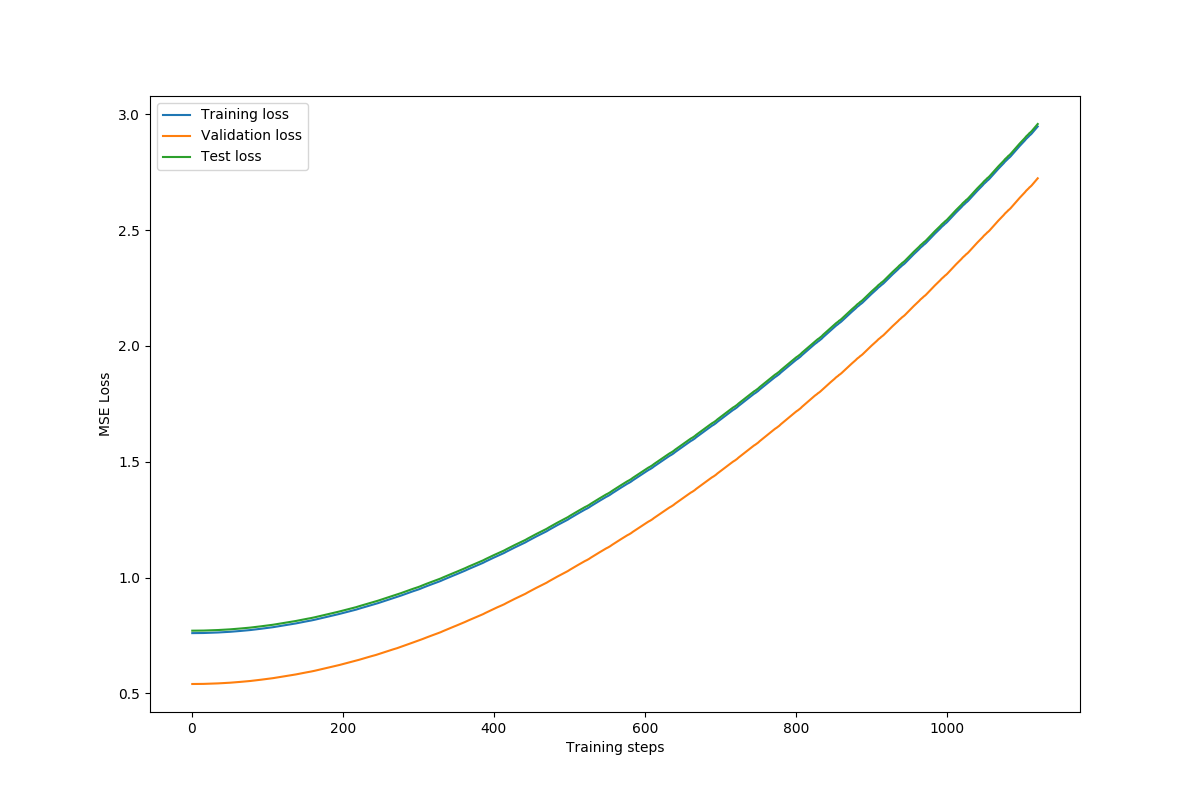 Training loss
Validation loss
Test loss
3.0
2.5
2.0
1.5
1.0
0.5
MSE Loss
0 200 400 600 800 1000
Training steps